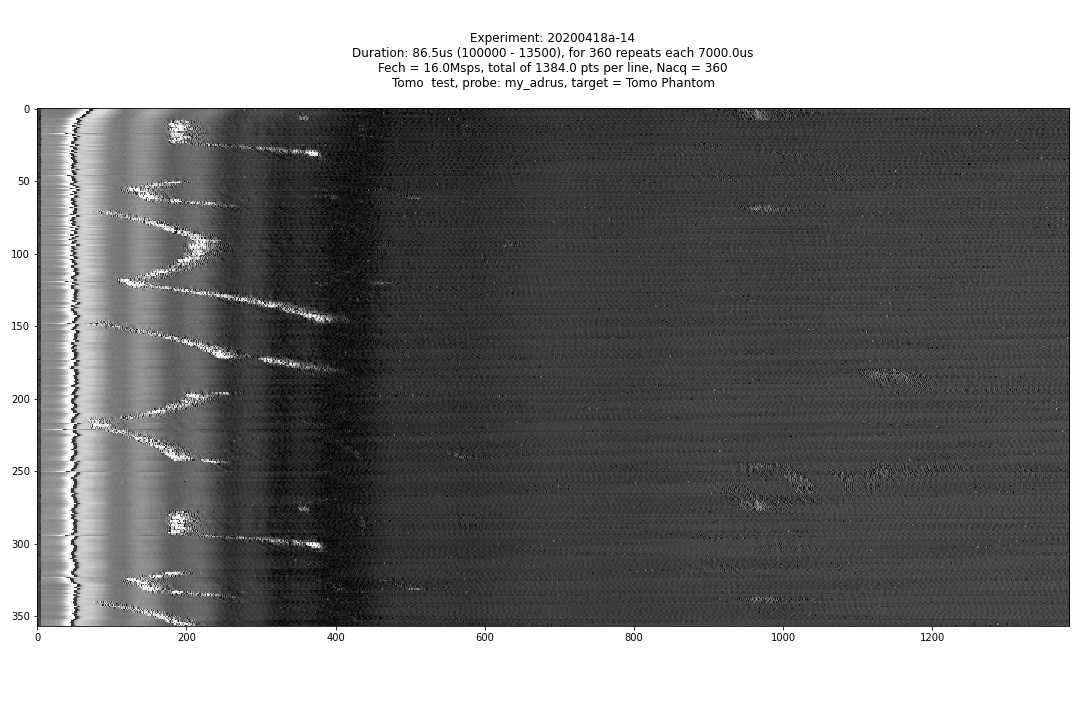 Experiment: 20200418a-14
Duration: 86.5us (100000 - 13500), for 360 repeats each 7000.0us
Fech = 16.0Msps, total of 1384.0 pts per line, Nacq = 360
Tomo  test, probe: my_adrus, target = Tomo Phantom
0
50
100
150
200
250
300
350
0 200 400 600 800 1000 1200